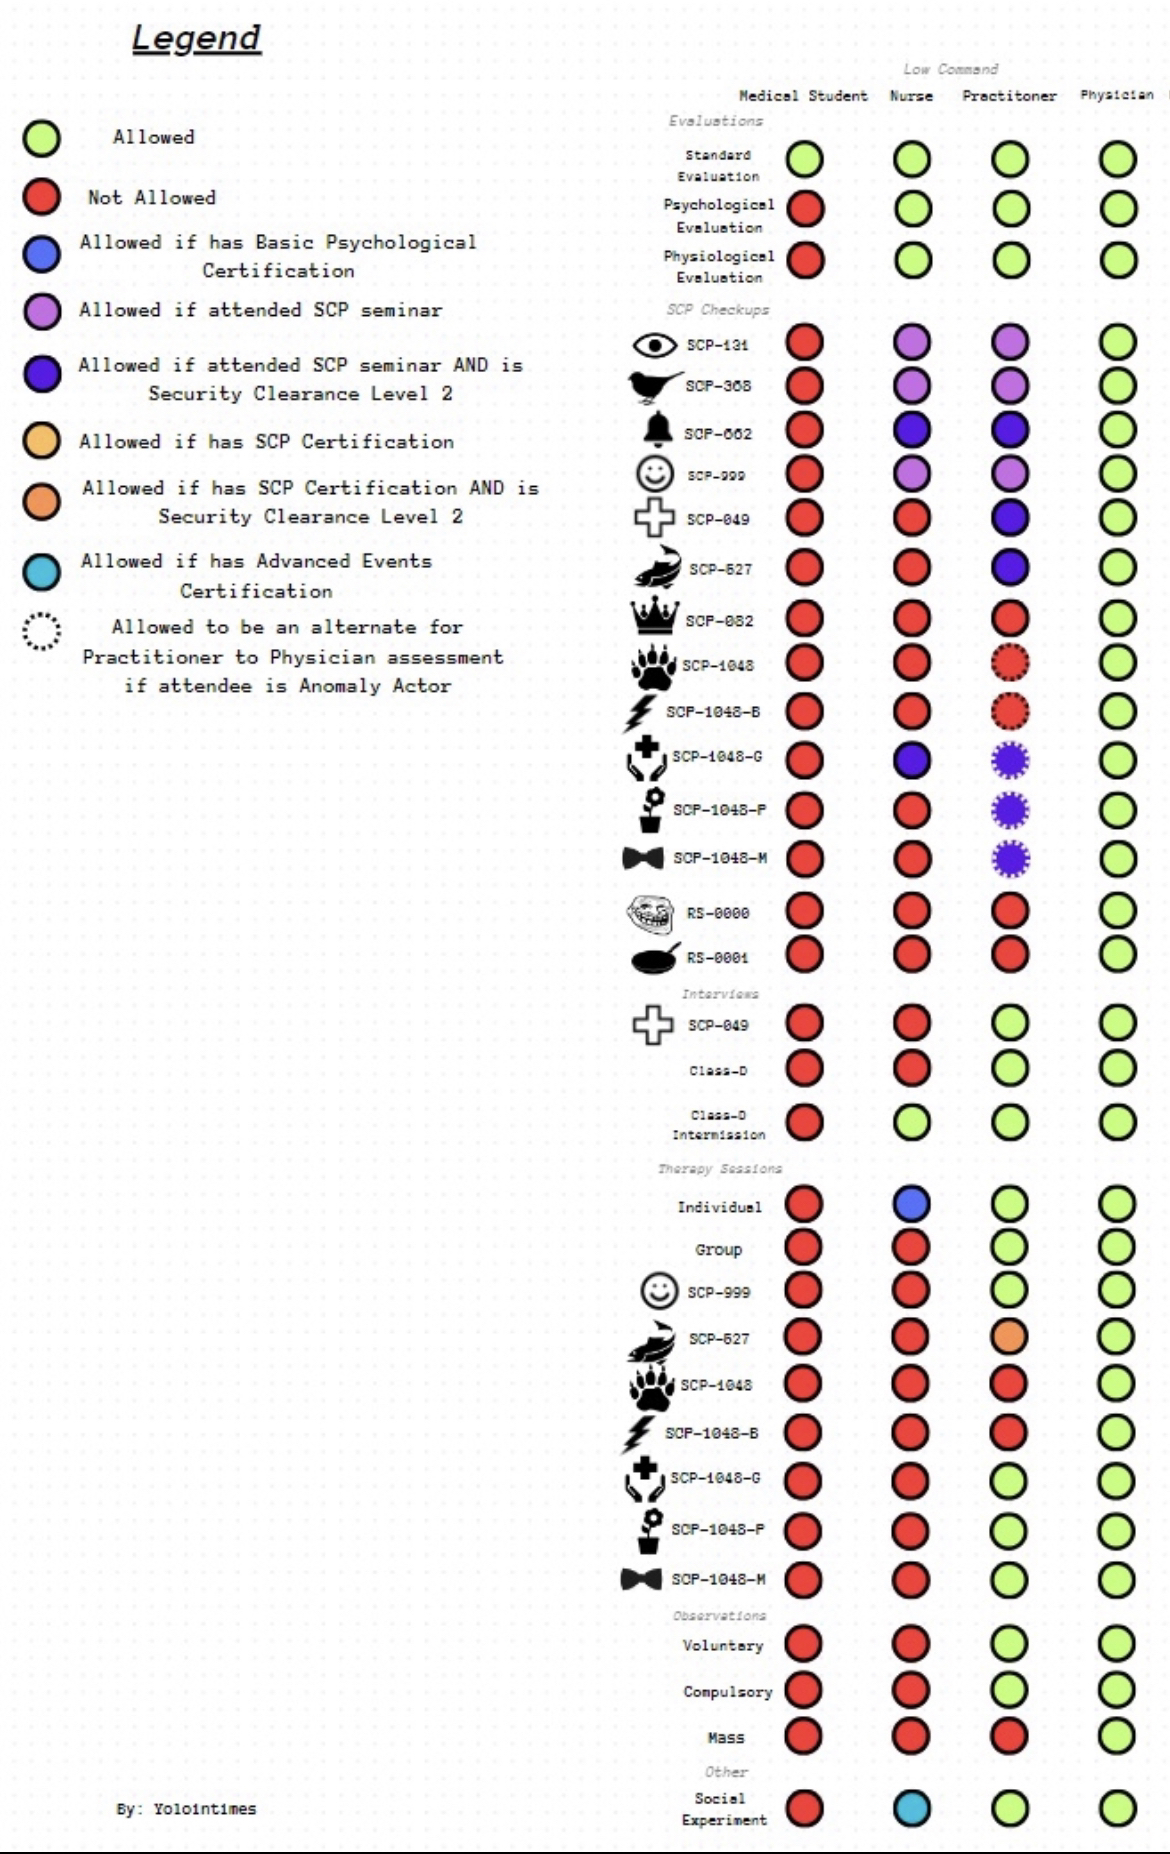 Legend
Allowed
Not Allowed
Allowed if has Basic Psychological
Certification
Allowed if attended SCP seminar
Allowed if attended SCP seminar AND is
Security Clearance Level 2
Allowed if has SCP Certification
Allowed if has SCP Certification AND is
Security Clearance Level 2
Allowed if has Advanced Events
Certification
Allowed to be an alternate for
Practitioner to Physician assessment
if attendee is Anomaly Actor
By: Yolointimes
Low Command
Medical Student Nurse Practitoner Physician
Evaluations
Standard
Evaluation
Psychological
Evaluation
Physiological
Evaluation
SCP Checkups
SCP-131
SCP-368
SCP-662
SCP-999
SCP-049
SCP-527
SCP-082
SCP-1048
SCP-1048-B
SCP-1048-G
SCP-1048-P
SCP-1048-M
RS-0000
RS-0001
Interviews
SCP-049
Class-D
Class-D
Intermission
Therapy Sessions
Individual
Group
SCP-999
SCP-527
SCP-1048
SCP-1048-B
SCP-1048-G
SCP-1048-P
SCP-1048-M
Observations
Voluntary
Compulsory
Mass
Other
Social
Experiment